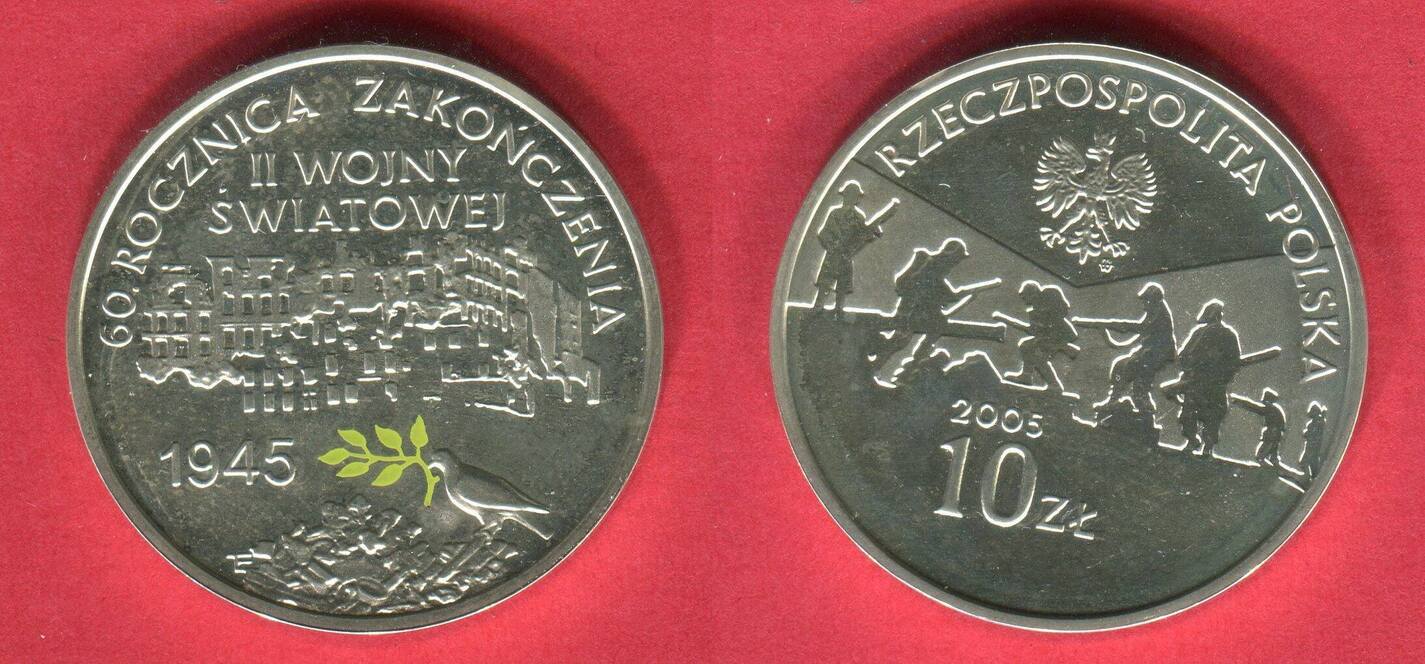 60. ROCZNICA ZAKOŃCZENIA
II WOJNY
ŚWIATOWEJ
1945
RZECZPOSPOLITA POLSKA
2005
10 ZŁ